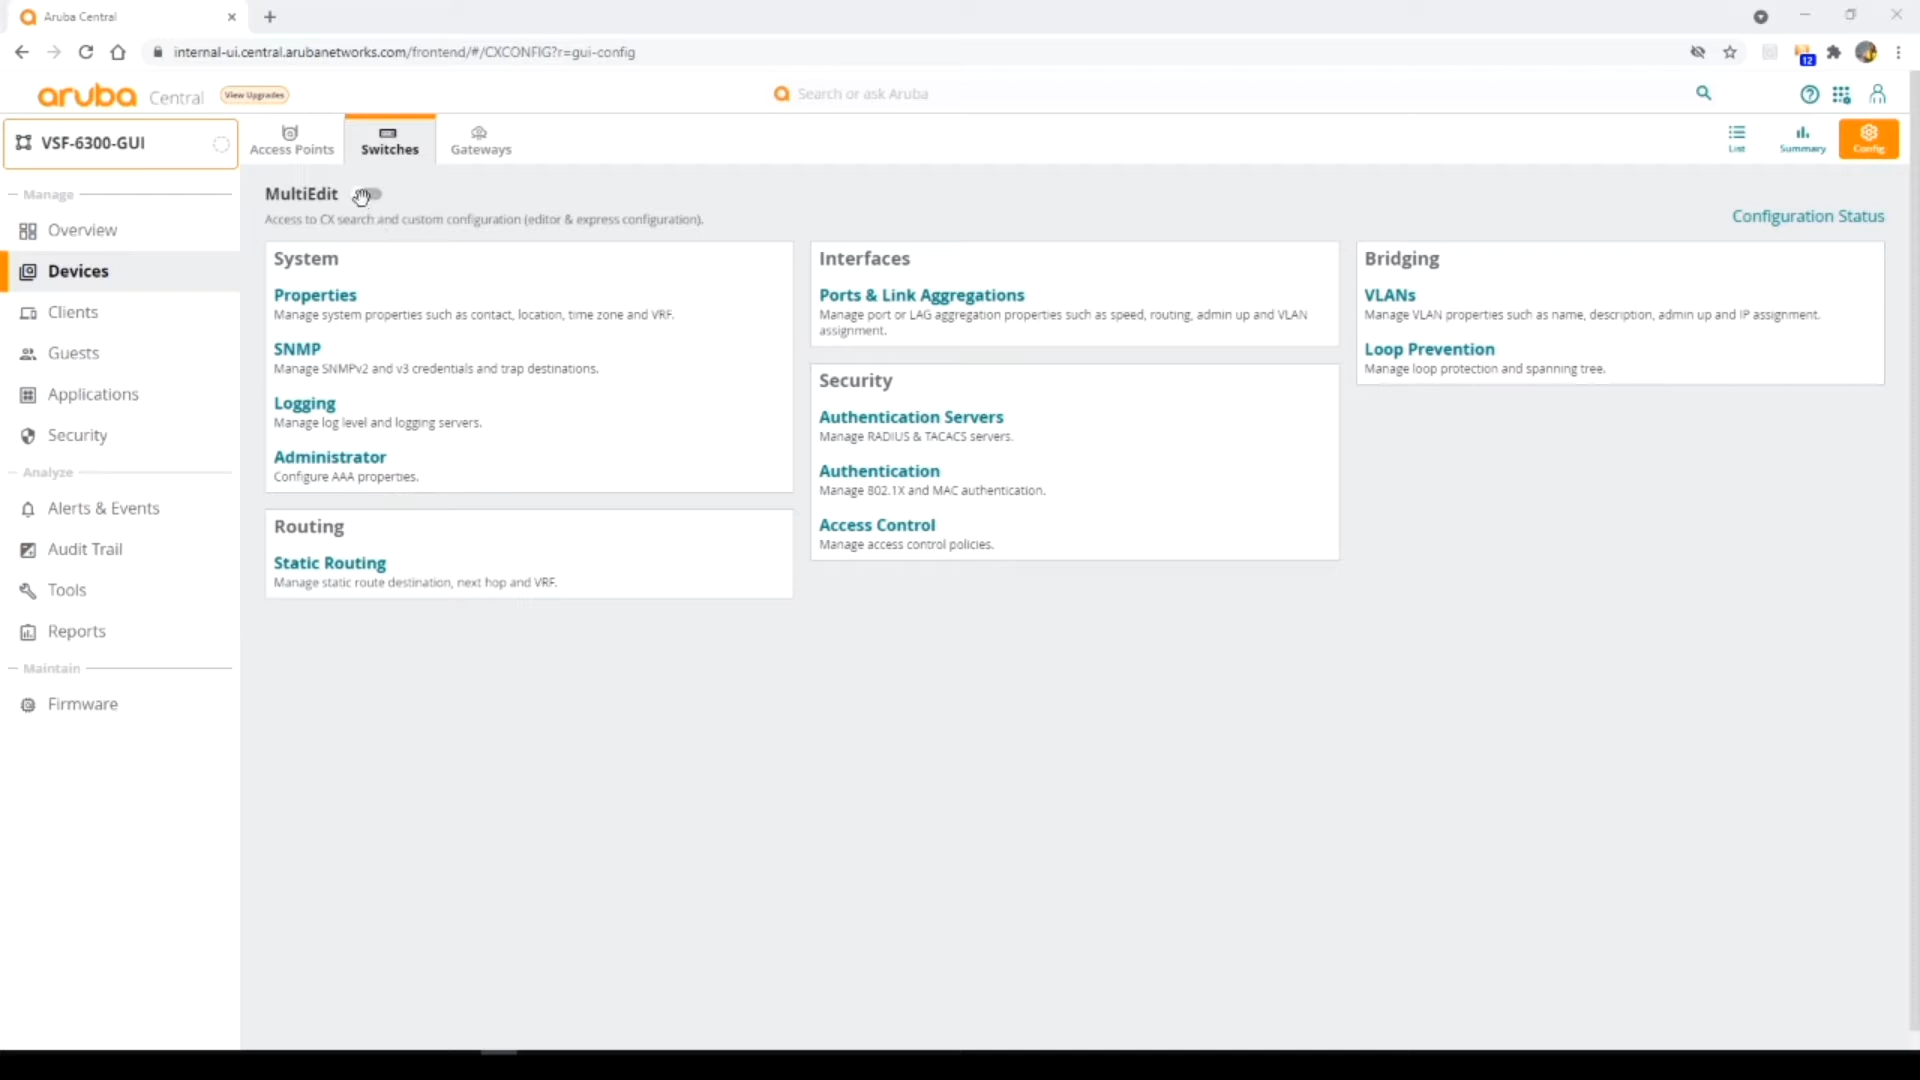 Aruba Central
internal-ui.central.arubanetworks.com/frontend/#/CXCONFIG?r=gui-config
12
aruba Central
View Upgrades
Search or ask Aruba
VSF-6300-GUI
Access Points
Switches
Gateways
List
Summary
Config
Manage
Overview
Devices
Clients
Guests
Applications
Security
Analyze
Alerts & Events
Audit Trail
Tools
Reports
Maintain
Firmware
MultiEdit
Access to CX search and custom configuration (editor & express configuration).
Configuration Status
System
Properties
Manage system properties such as contact, location, time zone and VRF.
SNMP
Manage SNMPv2 and v3 credentials and trap destinations.
Logging
Manage log level and logging servers.
Administrator
Configure AAA properties.
Routing
Static Routing
Manage static route destination, next hop and VRF.
Interfaces
Ports & Link Aggregations
Manage port or LAG aggregation properties such as speed, routing, admin up and VLAN
assignment.
Security
Authentication Servers
Manage RADIUS & TACACS servers.
Authentication
Manage 802.1X and MAC authentication.
Access Control
Manage access control policies.
Bridging
VLANs
Manage VLAN properties such as name, description, admin up and IP assignment.
Loop Prevention
Manage loop protection and spanning tree.